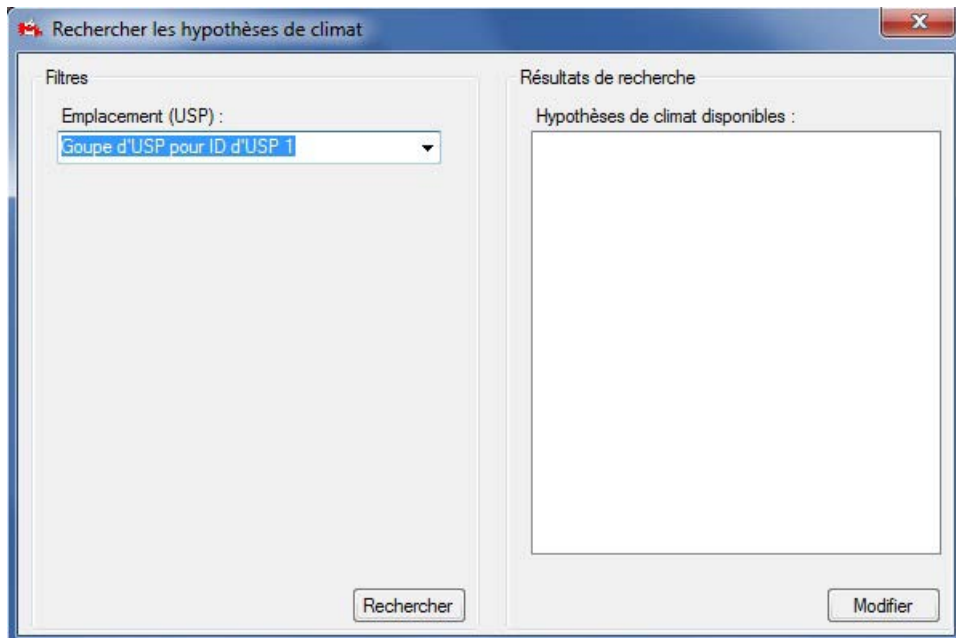 Rechercher les hypothèses de climat
Filtres
Emplacement (USP) :
Goupe d'USP pour ID d'USP 1
Rechercher
Résultats de recherche
Hypothèses de climat disponibles :
Modifier